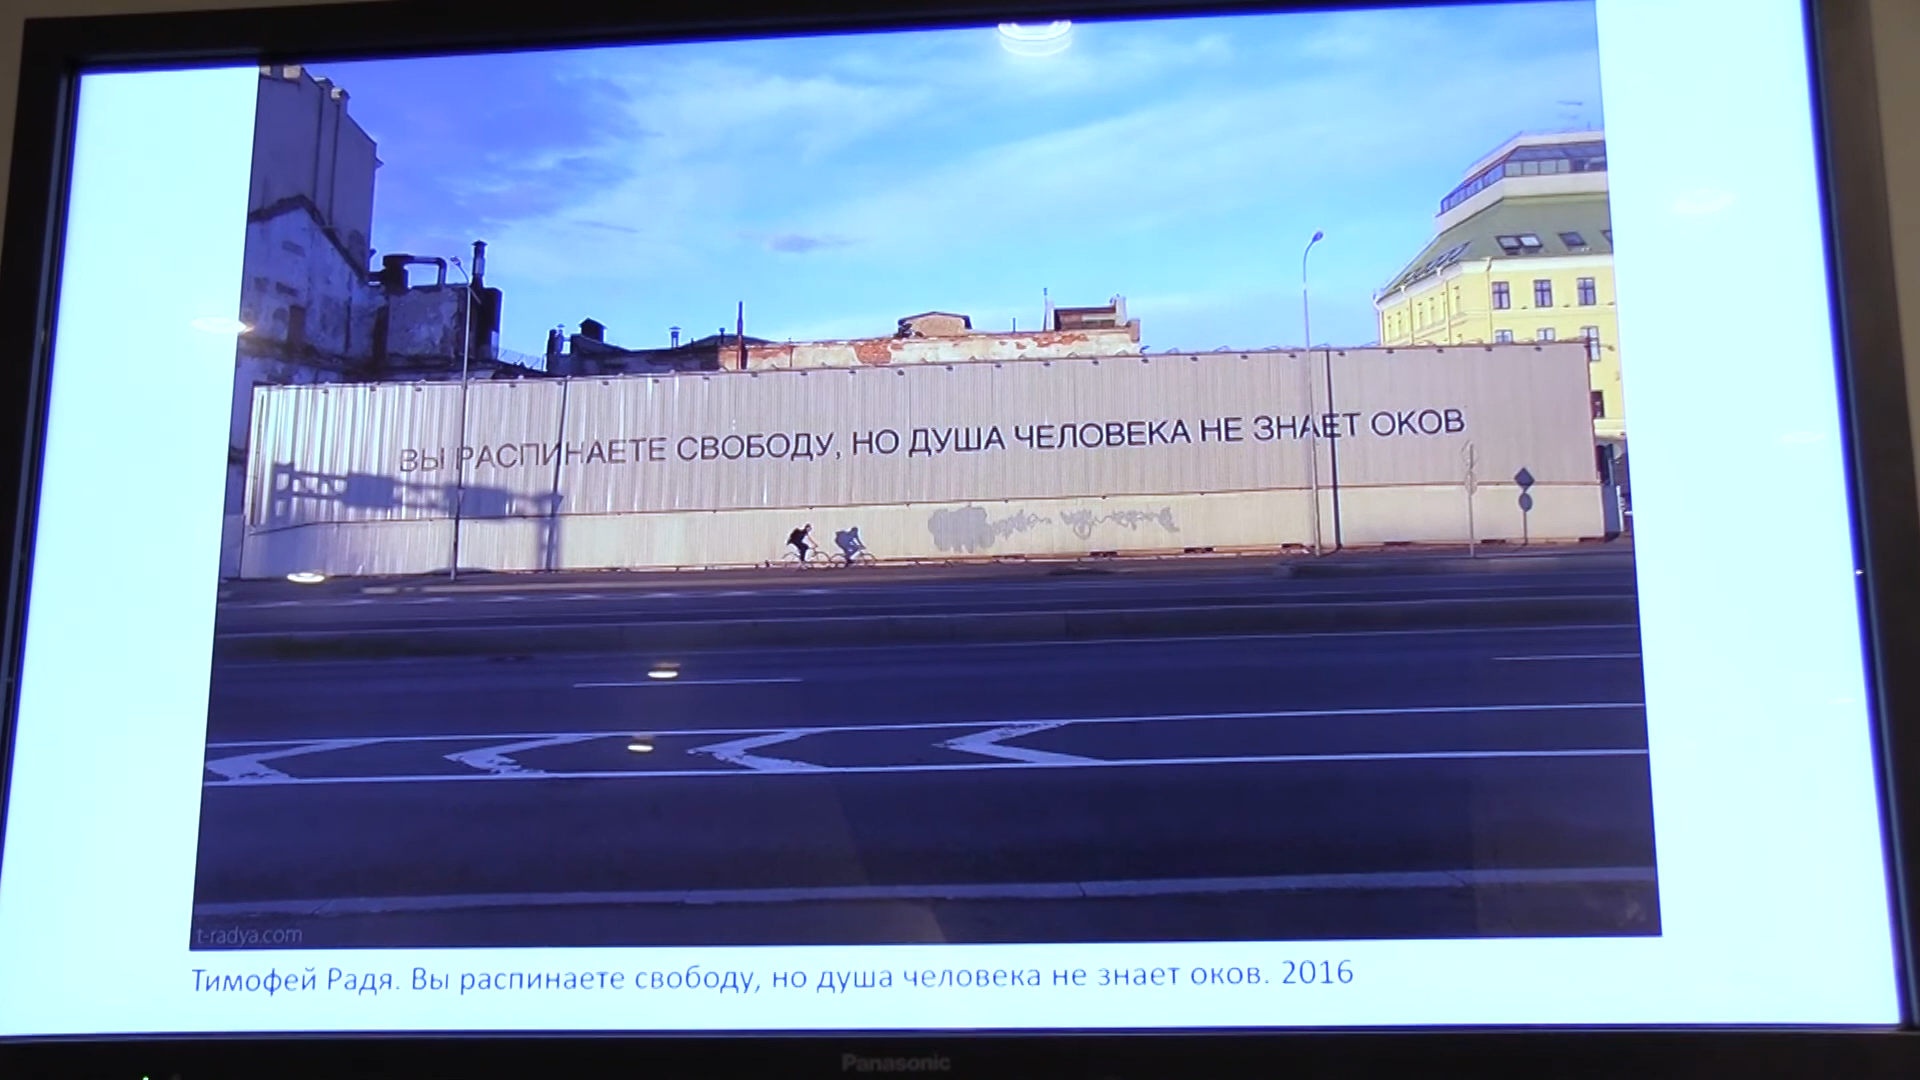 ВЫ РАСПИНАЕТЕ СВОБОДУ, НО ДУША ЧЕЛОВЕКА НЕ ЗНАЕТ ОКОВ
t-radya.com
Тимофей Радя. Вы распинаете свободу, но душа человека не знает оков. 2016
Panasonic